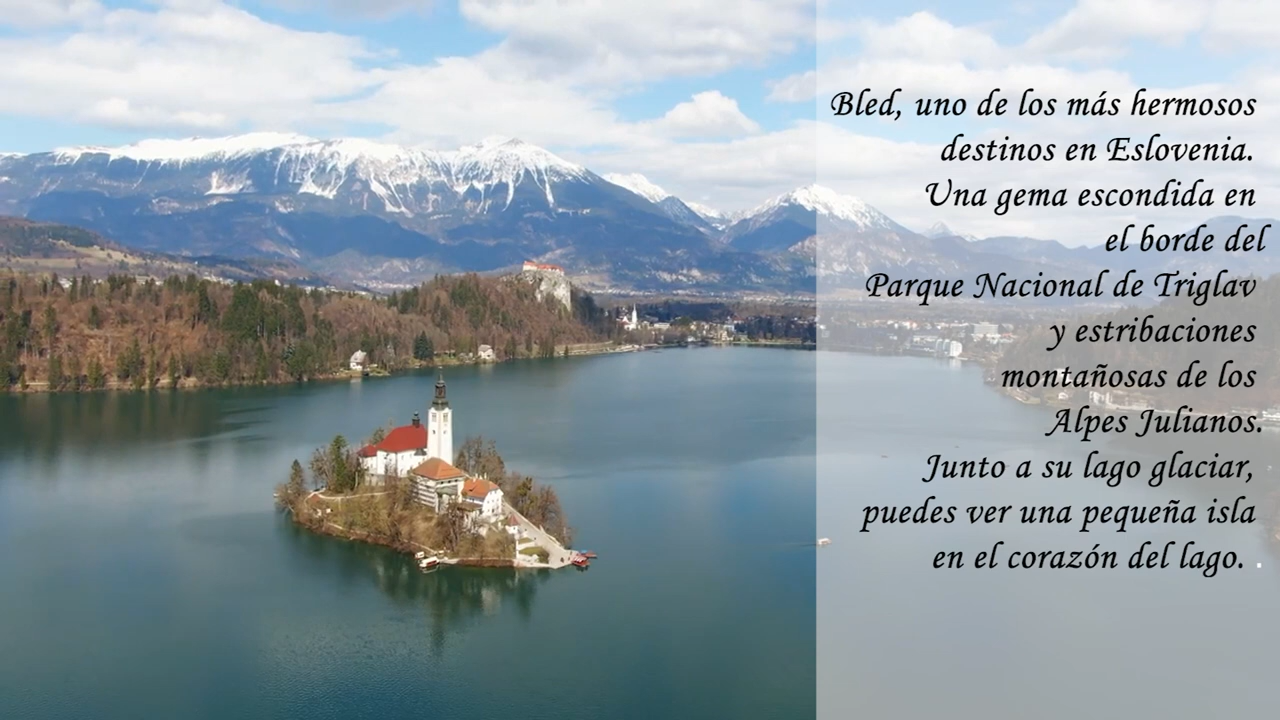 Bled, uno de los más hermosos
destinos en Eslovenia.
Una gema escondida en
el borde del
Parque Nacional de Triglav
y estribaciones
montañosas de los
Alpes Julianos.
Junto a su lago glaciar,
puedes ver una pequeña isla
en el corazón del lago. .